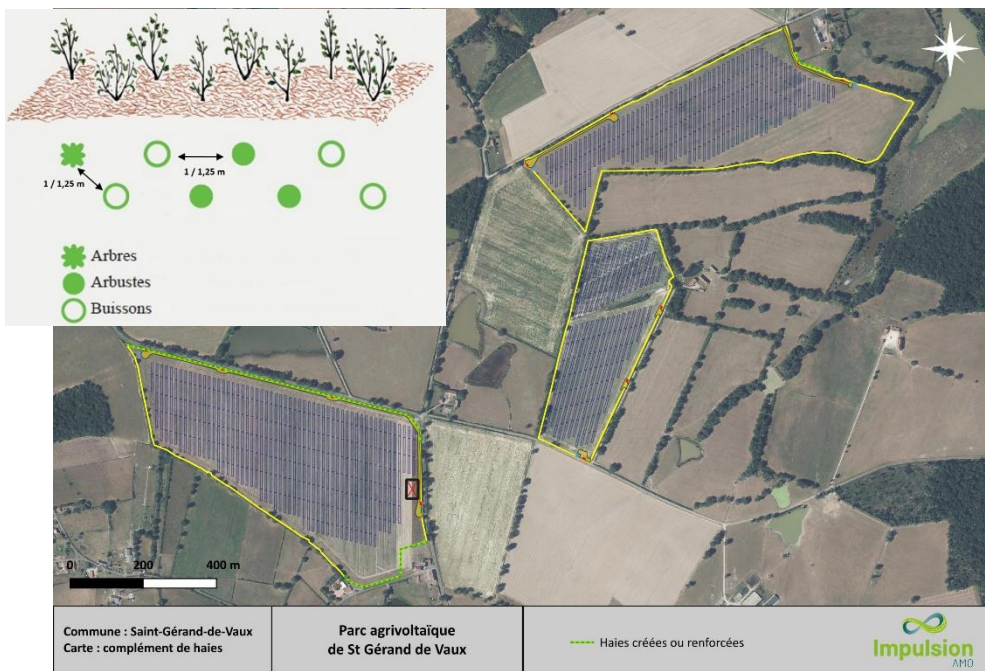 1 / 1,25 m
1 / 1,25 m
Arbres
Arbustes
Buissons
0 200 400 m
Commune : Saint-Gérand-de-Vaux
Carte : complément de haies
Parc agrivoltaïque
de St Gérand de Vaux
Haies créées ou renforcées
Impulsion
AMO